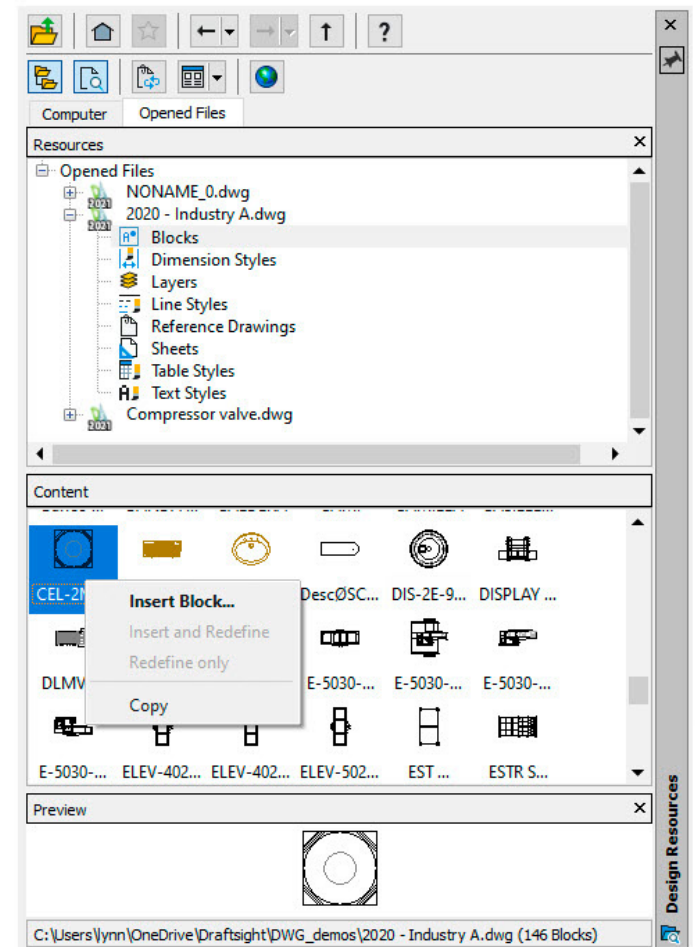 ?
Computer Opened Files
Resources
Opened Files
NONAME_0.dwg
2020 - Industry A.dwg
Blocks
Dimension Styles
Layers
Line Styles
Reference Drawings
Sheets
Table Styles
Text Styles
Compressor valve.dwg
Content
CEL-2 DescØSC... DIS-2E-9... DISPLAY ...
Insert Block...
Insert and Redefine
Redefine only
Copy
DLMV E-5030-... E-5030-... E-5030-...
E-5030-... ELEV-402... ELEV-402... ELEV-502... EST ... ESTR S...
Preview
C:\Users\lynn\OneDrive\Draftsight\DWG_demos\2020 - Industry A.dwg (146 Blocks)
Design Resources